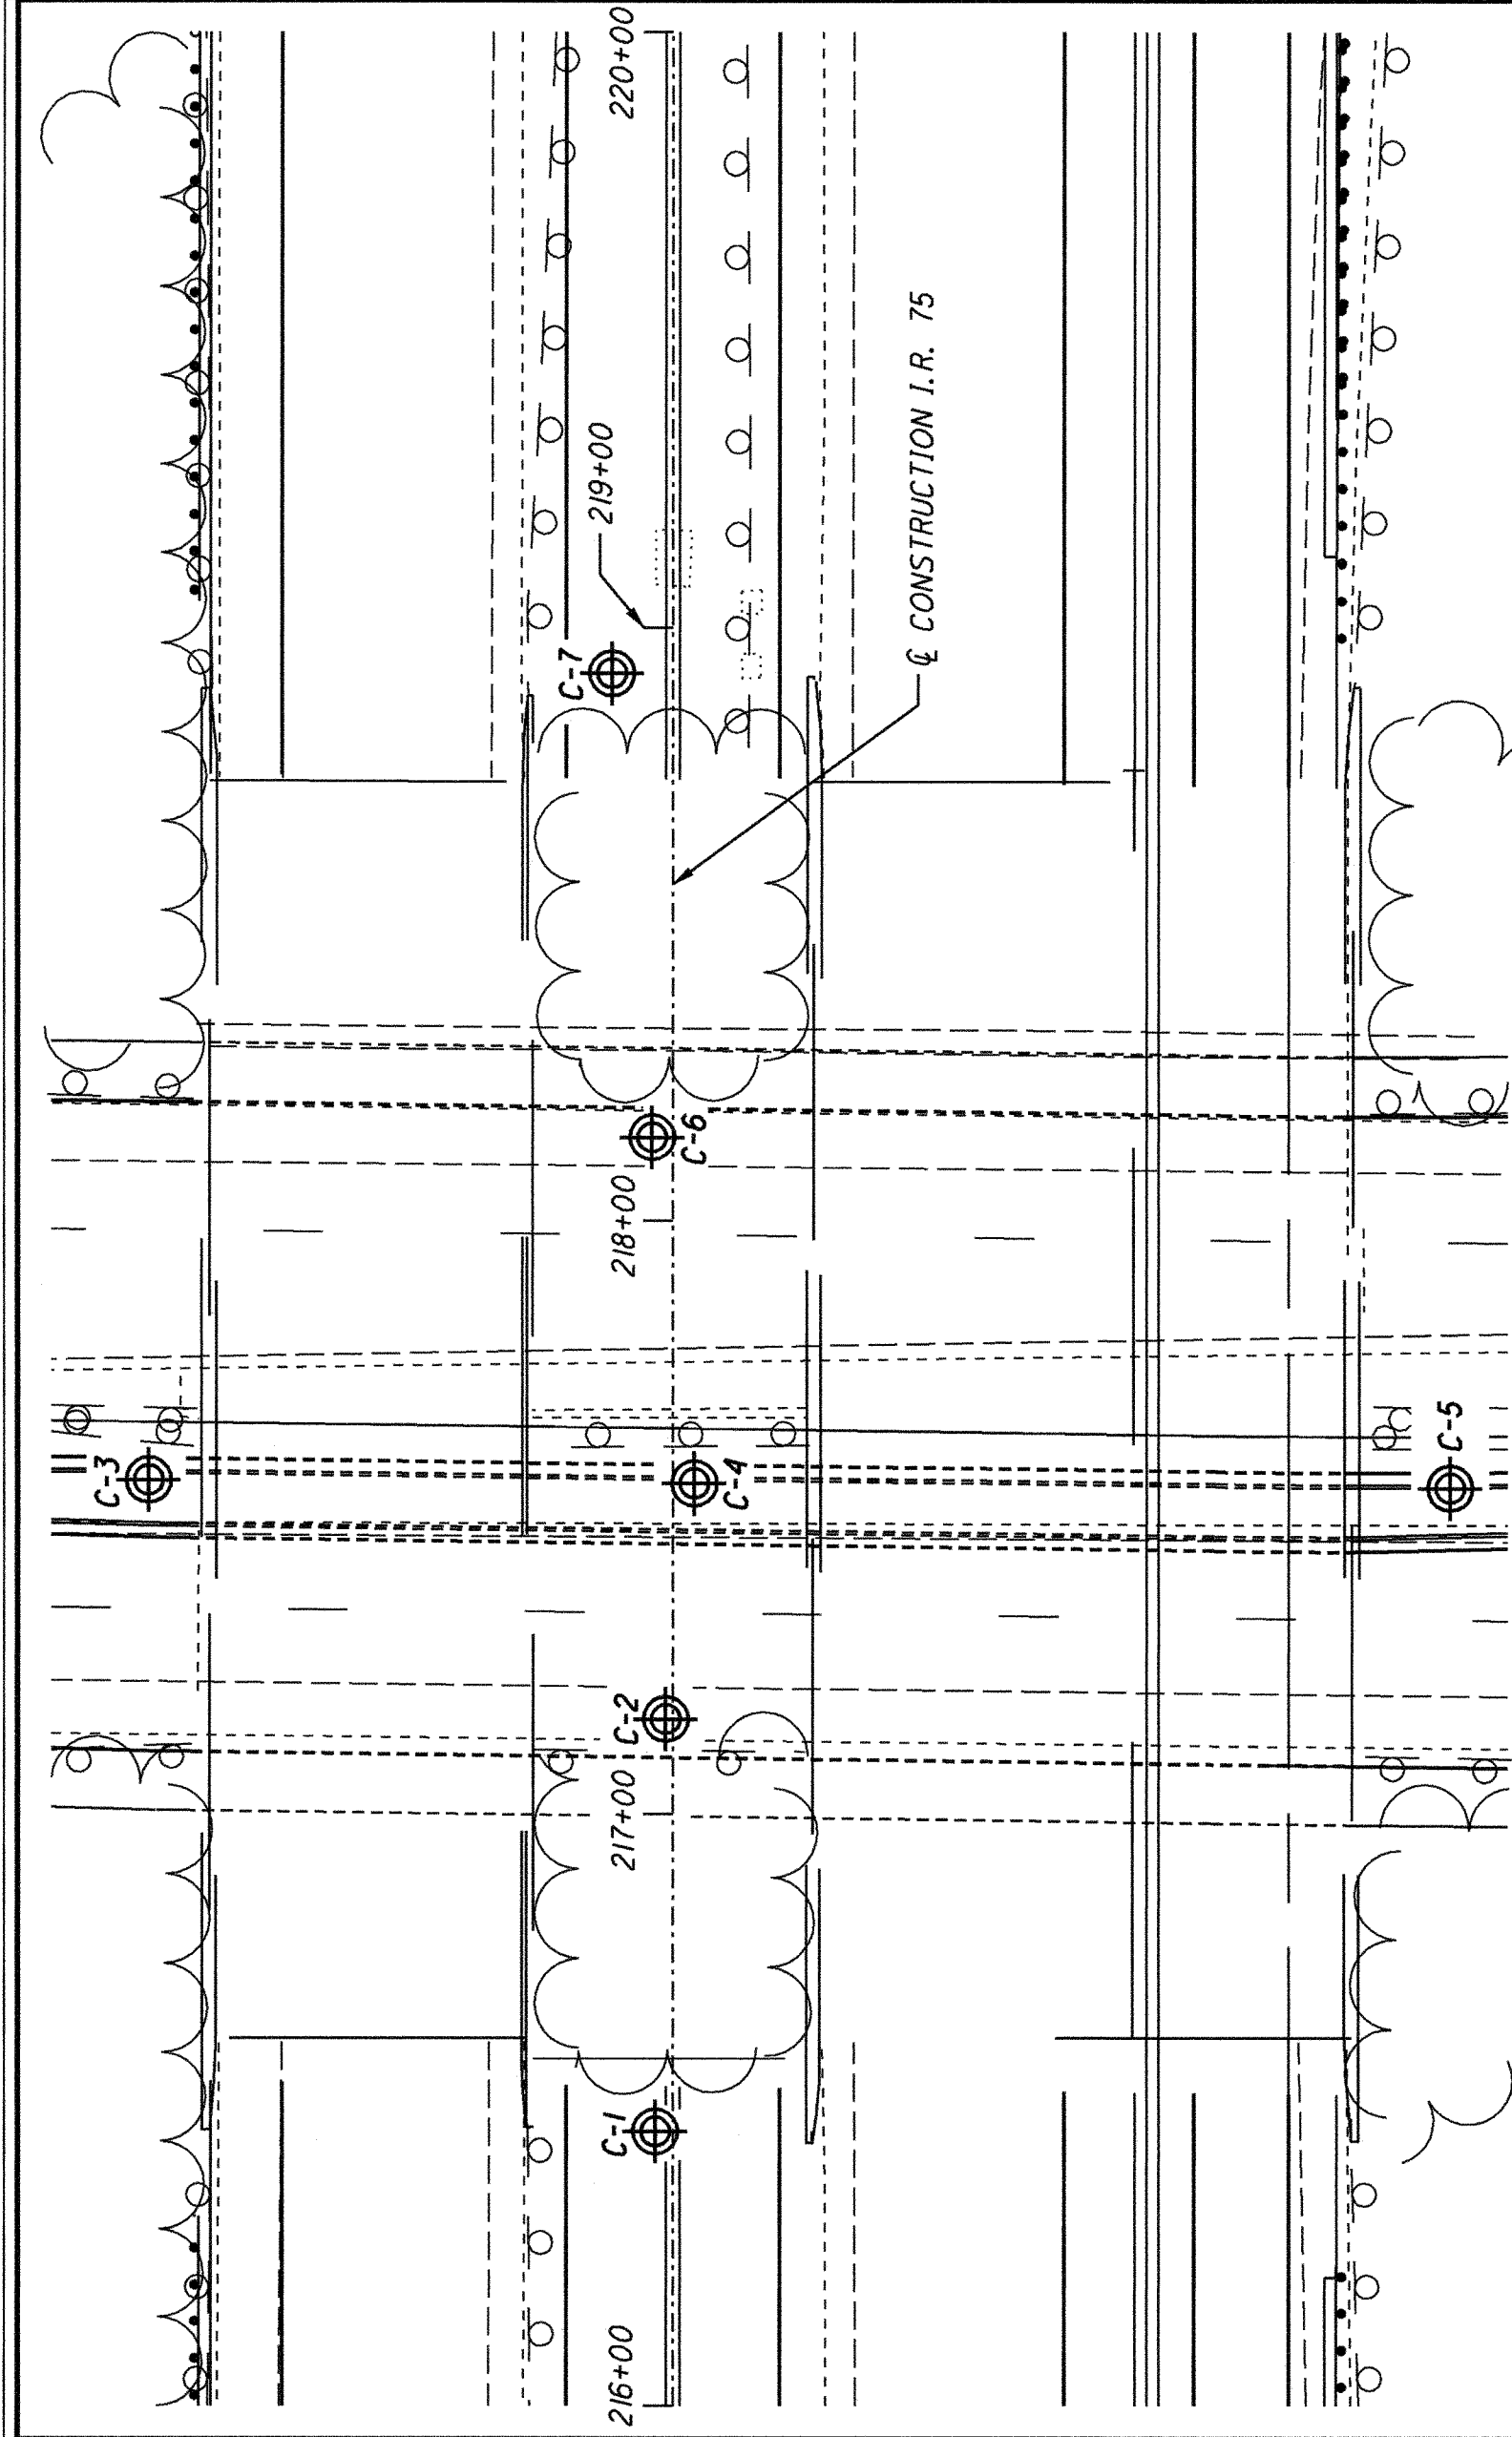 220+00
219+00
C-7
℄ CONSTRUCTION I.R. 75
C-6
218+00
C-3
C-4
C-5
C-2
217+00
C-1
216+00